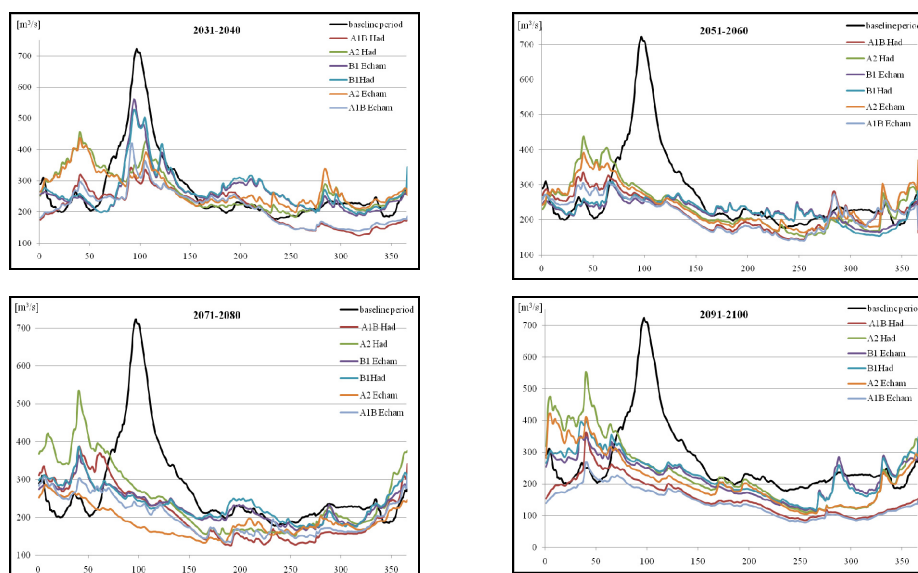 [m³/s]
2031-2040
baseline period
A1B Had
A2 Had
B1 Echam
B1Had
A2 Echam
A1B Echam
700
600
500
400
300
200
100
0 50 100 150 200 250 300 350
[m³/s]
2051-2060
baseline period
A1B Had
A2 Had
B1 Echam
B1Had
A2 Echam
A1B Echam
700
600
500
400
300
200
100
0 50 100 150 200 250 300 350
[m³/s]
2071-2080
baseline period
A1B Had
A2 Had
B1 Echam
B1Had
A2 Echam
A1B Echam
700
600
500
400
300
200
100
0 50 100 150 200 250 300 350
[m³/s]
2091-2100
baseline period
A1B Had
A2 Had
B1 Echam
B1Had
A2 Echam
A1B Echam
700
600
500
400
300
200
100
0
0 50 100 150 200 250 300 350